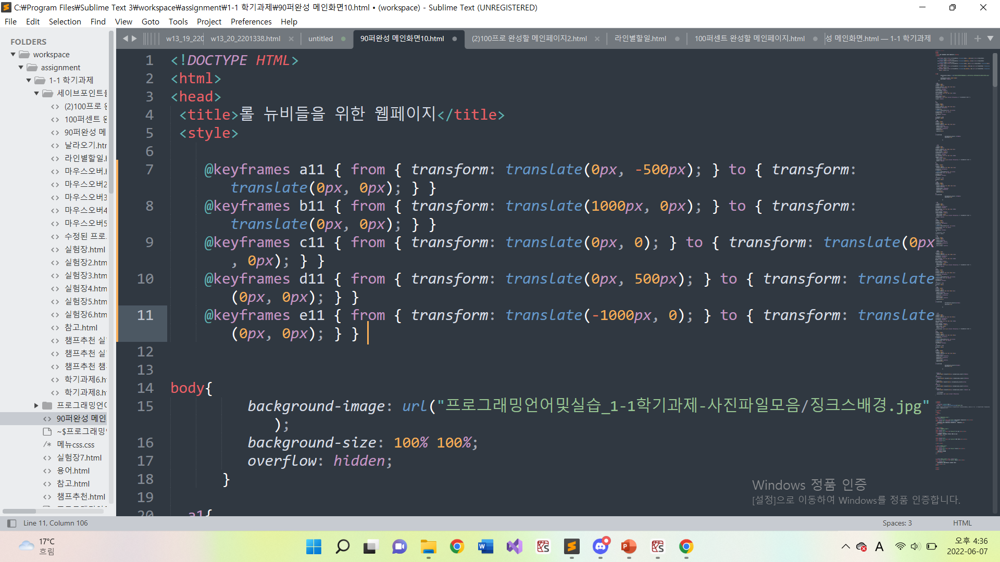 C:₩Program Files₩Sublime Text 3₩workspace₩assignment₩1-1 학기과제₩90퍼완성 메인화면10.html • (workspace) - Sublime Text (UNREGISTERED)
File Edit Selection Find View Goto Tools Project Preferences Help
w13_19_220 w13_20_2201338.html untitled 90퍼완성 메인화면10.html (2)100프로 완성할 메인페이지2.html 라인별할일.html 100퍼센트 완성할 메인페이지.html 성 메인화면.html — 1-1 학기과제
FOLDERS
workspace
assignment
1-1 학기과제
세이브포인트들
(2)100프로
100퍼센트
90퍼완성 메
날라오기.htm
라인별할일.h
마우스오버.h
마우스오버2
마우스오버3
마우스오버4
마우스오버5
수정된 프로
실험장.html
실험장2.htm
실험장3.htm
실험장4.htm
실험장5.htm
실험장6.htm
참고.html
챔프추천 실
챔프추천 실
챔프추천 챔
학기과제6.h
학기과제8.h
프로그래밍언어
90퍼완성 메인
~$프로그래밍
메뉴css.css
실험장7.html
용어.html
참고.html
챔프추천.html
1 <!DOCTYPE HTML>
2 <html>
3 <head>
4 <title>롤 뉴비들을 위한 웹페이지</title>
5 <style>
6
7 @keyframes a11 { from { transform: translate(0px, -500px); } to { transform:
translate(0px, 0px); } }
8 @keyframes b11 { from { transform: translate(1000px, 0px); } to { transform:
translate(0px, 0px); } }
9 @keyframes c11 { from { transform: translate(0px, 0); } to { transform: translate(0px
, 0px); } }
10 @keyframes d11 { from { transform: translate(0px, 500px); } to { transform: translate
(0px, 0px); } }
11 @keyframes e11 { from { transform: translate(-1000px, 0); } to { transform: translate
(0px, 0px); } }
12
13
14 body{
15 background-image: url("프로그래밍언어및실습_1-1학기과제-사진파일모음/징크스배경.jpg"
);
16 background-size: 100% 100%;
17 overflow: hidden;
18 }
19
20 a1{
Windows 정품 인증
[설정]으로 이동하여 Windows를 정품 인증합니다.
Line 11, Column 106 Spaces: 3 HTML
17°C
흐림
A
오후 4:36
2022-06-07